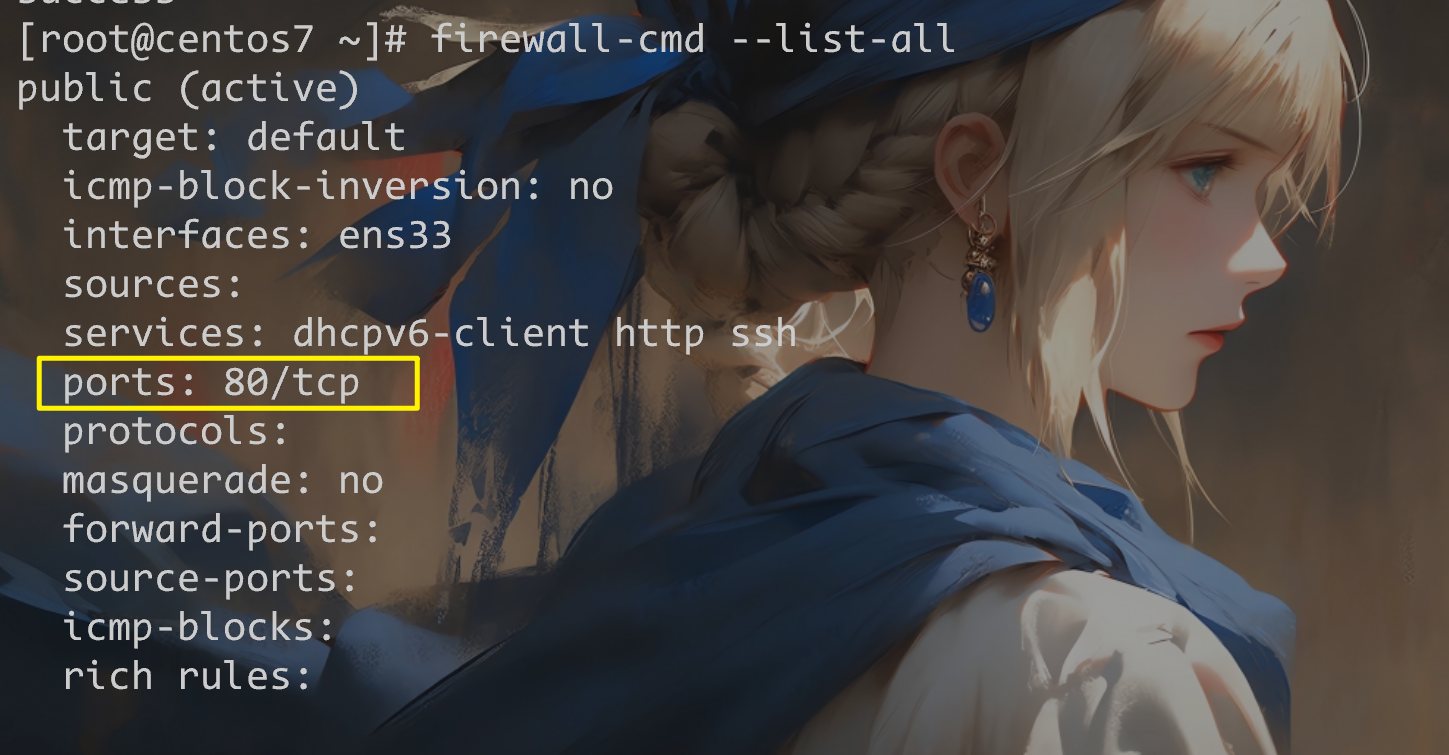 success
[root@centos7 ~]# firewall-cmd --list-all
public (active)
  target: default
  icmp-block-inversion: no
  interfaces: ens33
  sources:
  services: dhcpv6-client http ssh
  ports: 80/tcp
  protocols:
  masquerade: no
  forward-ports:
  source-ports:
  icmp-blocks:
  rich rules: